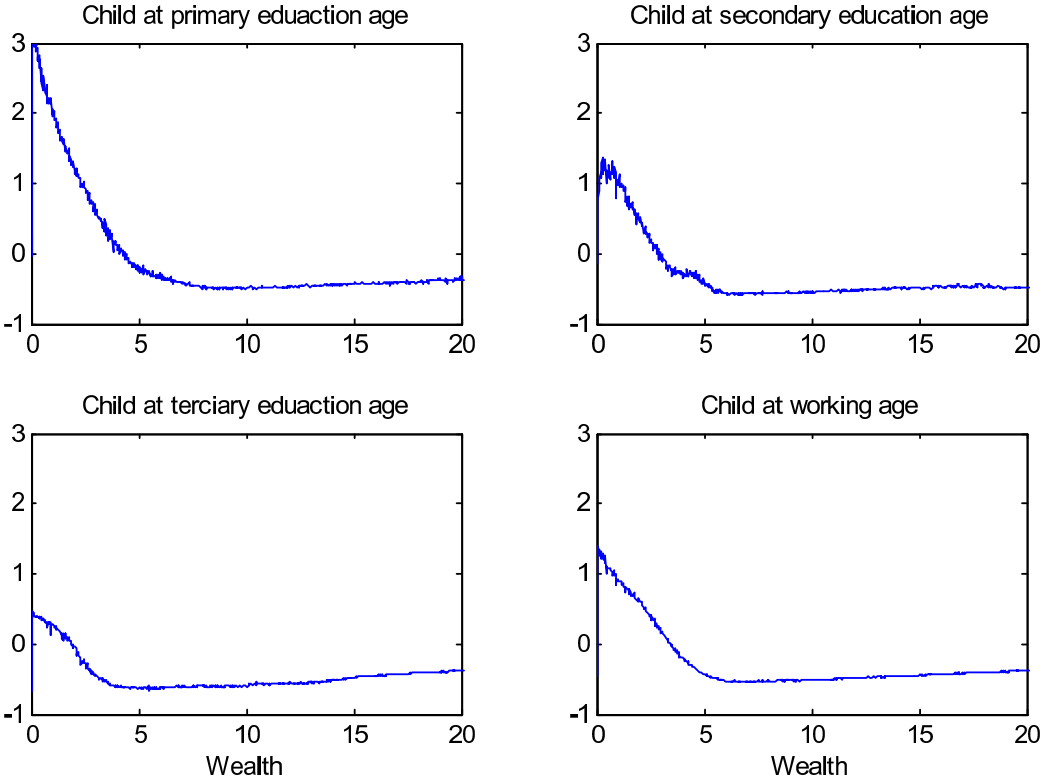 Child at primary eduaction age
3
2
1
0
-1
0 5 10 15 20
Child at secondary education age
3
2
1
0
-1
0 5 10 15 20
Child at terciary eduaction age
3
2
1
0
-1
0 5 10 15 20
Wealth
Child at working age
3
2
1
0
-1
0 5 10 15 20
Wealth